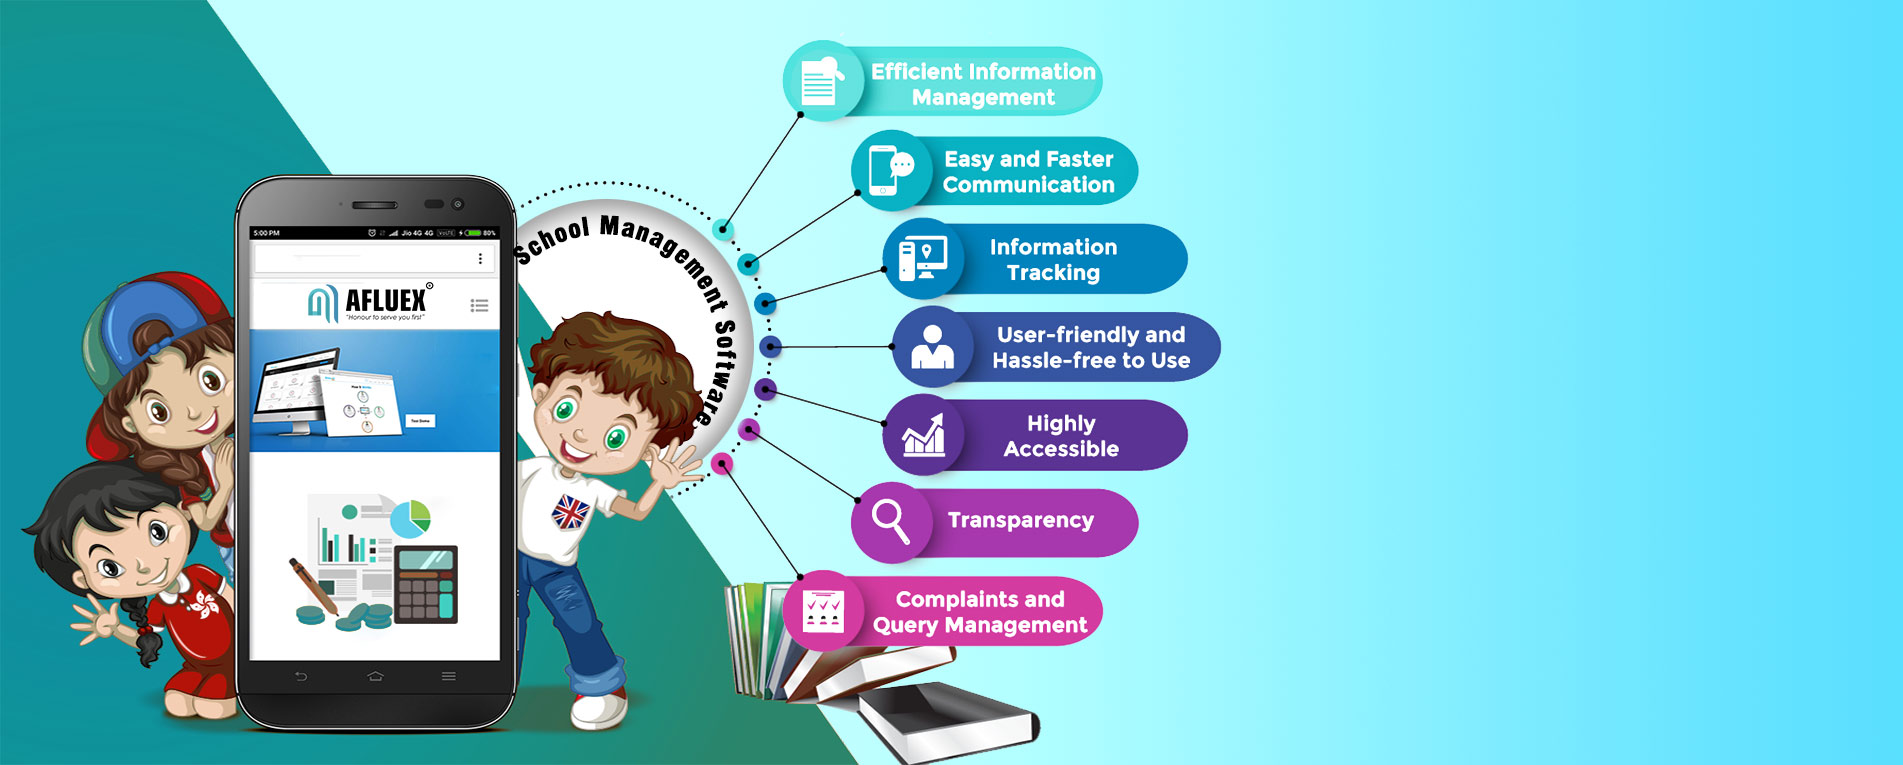 5:00 PM
Jio 4G 4G VoLTE 80%
AFLUEX
"Honour to serve you first"
School Management Software
Efficient Information
Management
Easy and Faster
Communication
Information
Tracking
User-friendly and
Hassle-free to Use
Highly
Accessible
Transparency
Complaints and
Query Management